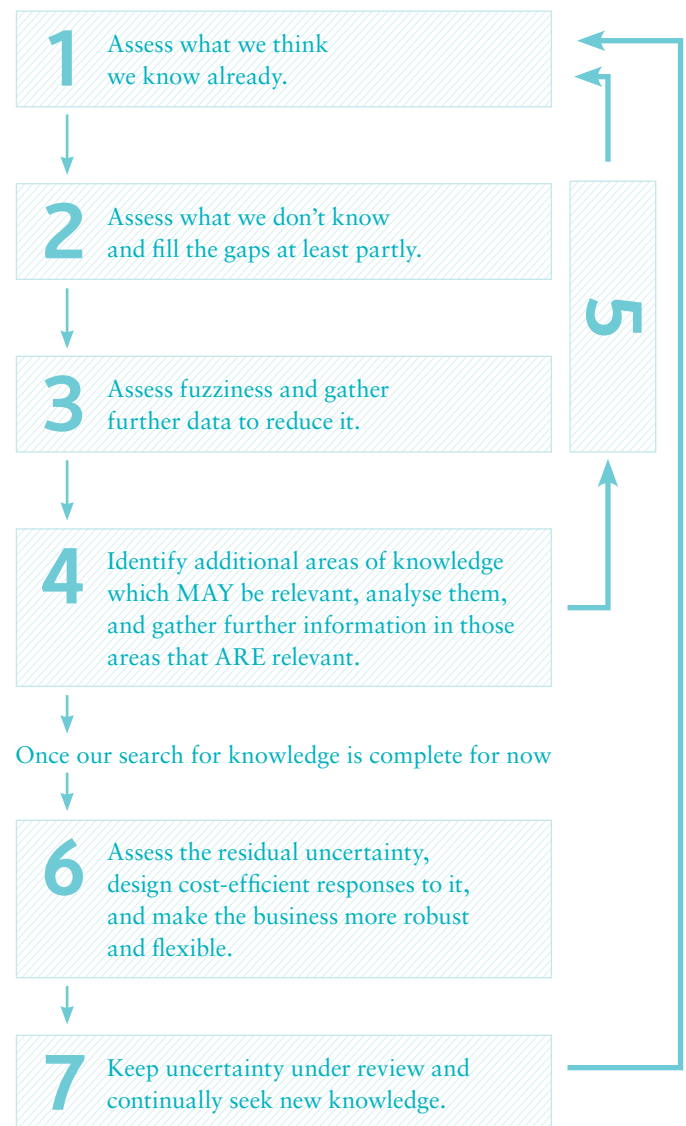 1
Assess what we think
we know already.
2
Assess what we don’t know
and fill the gaps at least partly.
3
Assess fuzziness and gather
further data to reduce it.
4
Identify additional areas of knowledge
which MAY be relevant, analyse them,
and gather further information in those
areas that ARE relevant.
5
Once our search for knowledge is complete for now
6
Assess the residual uncertainty,
design cost-efficient responses to it,
and make the business more robust
and flexible.
7
Keep uncertainty under review and
continually seek new knowledge.